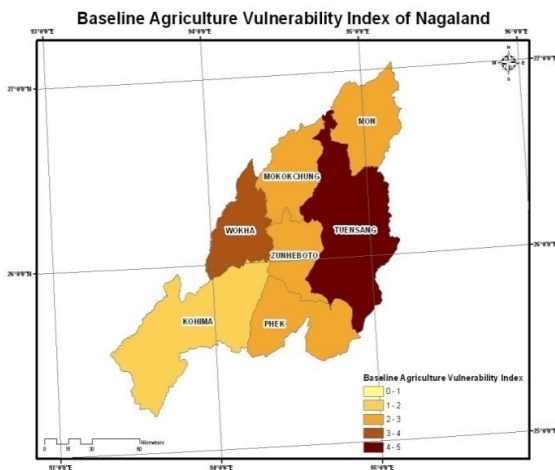 Baseline Agriculture Vulnerability Index of Nagaland
93°0'0"E 94°0'0"E 95°0'0"E 96°0'0"E
N
W E
S
27°0'0"N 27°0'0"N
MON
MOKOKCHUNG
WOKHA TUENSANG
ZUNHEBOTO
26°0'0"N 26°0'0"N
KOHIMA PHEK
Baseline Agriculture Vulnerability Index
0 - 1
1 - 2
2 - 3
3 - 4
4 - 5
0 15 30 60
Kilometers
25°0'0"N
93°0'0"E 94°0'0"E 95°0'0"E